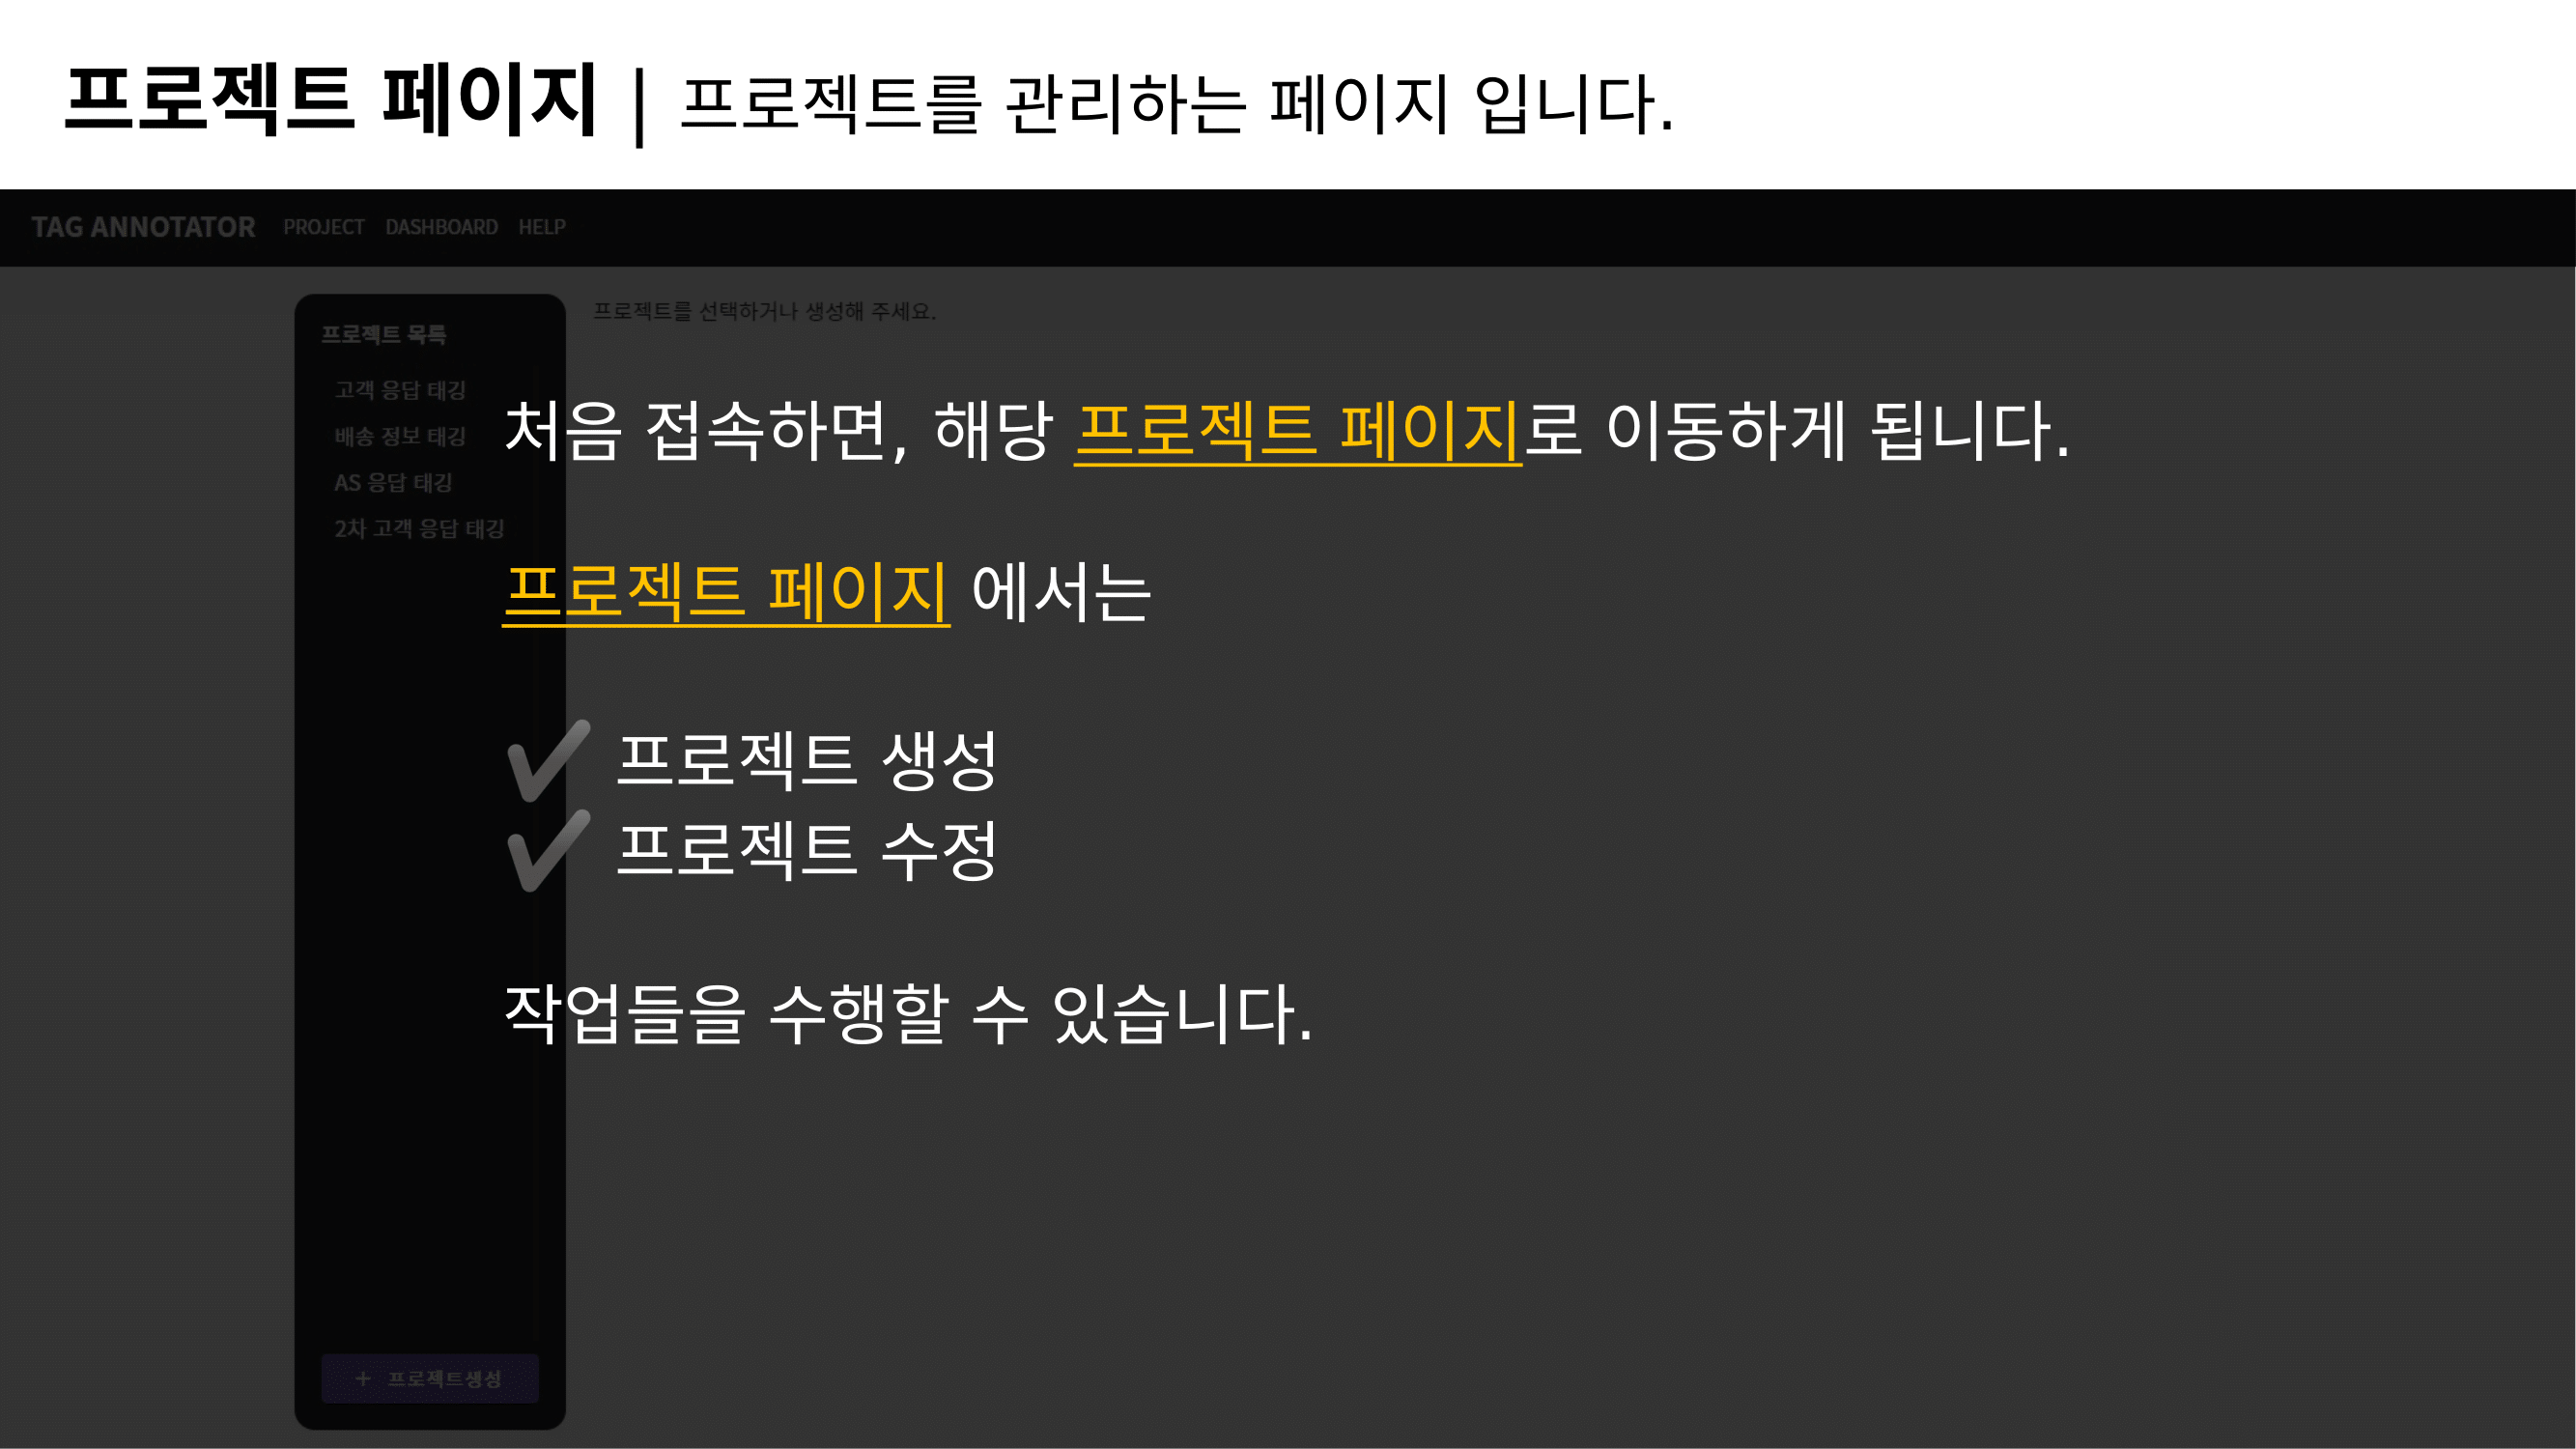 프로젝트 페이지 | 프로젝트를 관리하는 페이지 입니다.
TAG ANNOTATOR PROJECT DASHBOARD HELP
프로젝트 목록
프로젝트를 선택하거나 생성해 주세요.
고객 응답 태깅
배송 정보 태깅
AS 응답 태깅
2차 고객 응답 태깅
처음 접속하면, 해당 프로젝트 페이지로 이동하게 됩니다.
프로젝트 페이지 에서는
✔ 프로젝트 생성
✔ 프로젝트 수정
작업들을 수행할 수 있습니다.
+ 프로젝트생성